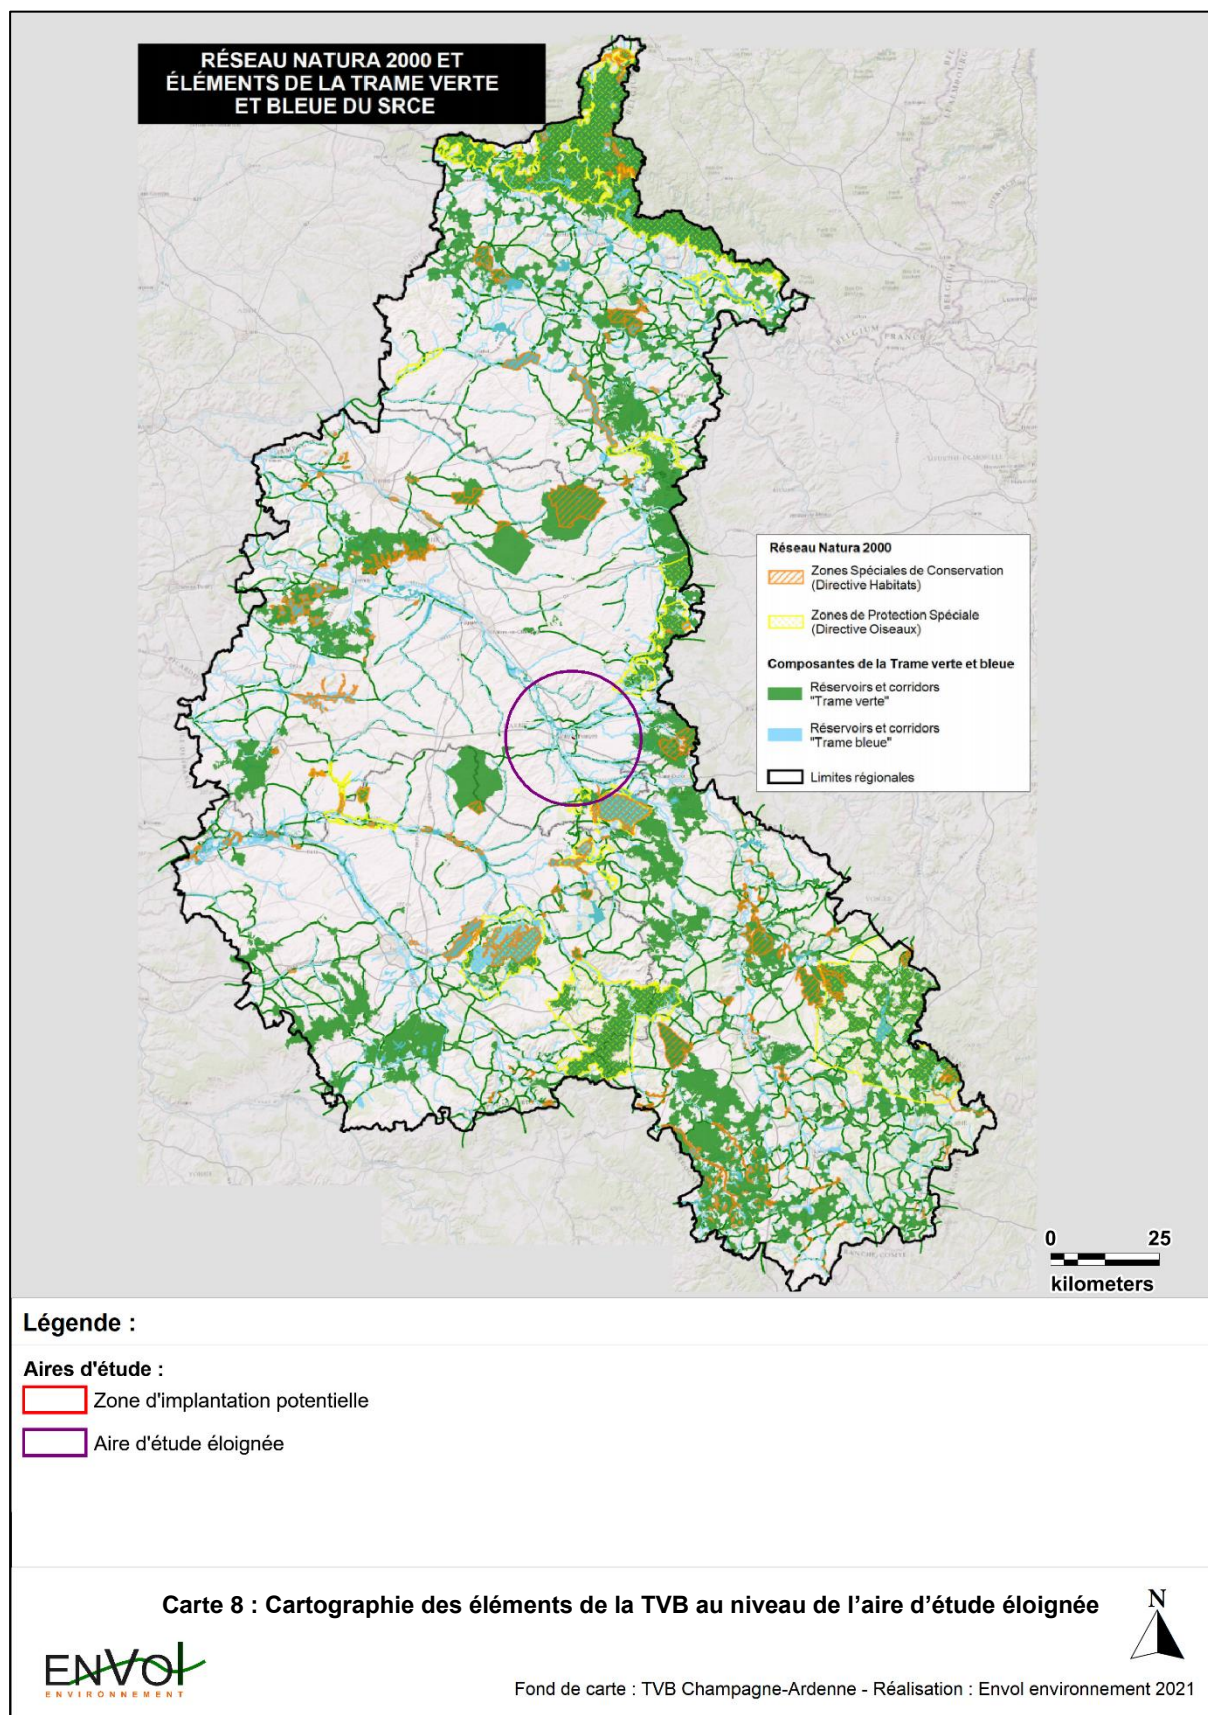 RÉSEAU NATURA 2000 ET
ÉLÉMENTS DE LA TRAME VERTE
ET BLEUE DU SRCE
BELGIUM
FRANCE
Réseau Natura 2000
Zones Spéciales de Conservation
(Directive Habitats)
Zones de Protection Spéciale
(Directive Oiseaux)
Composantes de la Trame verte et bleue
Réservoirs et corridors
"Trame verte"
Réservoirs et corridors
"Trame bleue"
Limites régionales
0 25
kilometers
Légende :
Aires d'étude :
Zone d'implantation potentielle
Aire d'étude éloignée
Carte 8 : Cartographie des éléments de la TVB au niveau de l'aire d'étude éloignée
N
ENVOl
ENVIRONNEMENT
Fond de carte : TVB Champagne-Ardenne - Réalisation : Envol environnement 2021